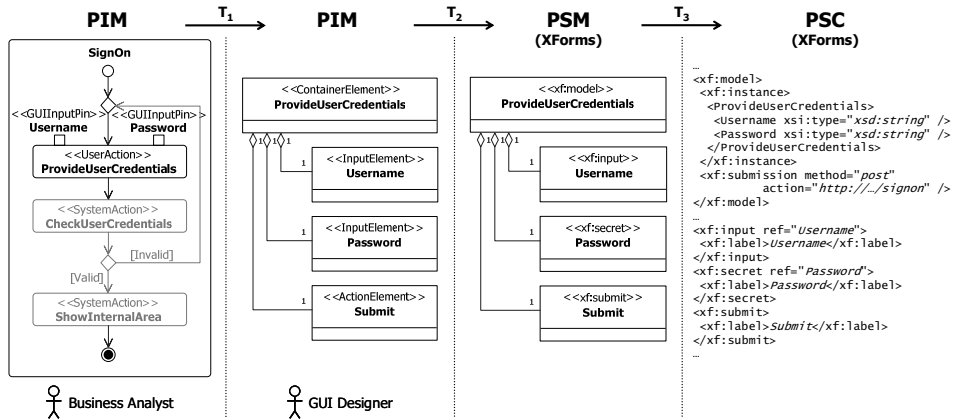 PIM
T1
PIM
T2
PSM
(XForms)
T3
PSC
(XForms)
SignOn
<<GUIInputPin>>
Username
<<GUIInputPin>>
Password
<<UserAction>>
ProvideUserCredentials
<<SystemAction>>
CheckUserCredentials
[Invalid]
[Valid]
<<SystemAction>>
ShowInternalArea
Business Analyst
<<ContainerElement>>
ProvideUserCredentials
1 1 1
1
<<InputElement>>
Username
1
<<InputElement>>
Password
1
<<ActionElement>>
Submit
GUI Designer
<<xf:model>>
ProvideUserCredentials
1 1 1
1
<<xf:input>>
Username
1
<<xf:secret>>
Password
1
<<xf:submit>>
Submit
…
<xf:model>
<xf:instance>
<ProvideUserCredentials>
<Username xsi:type="xsd:string" />
<Password xsi:type="xsd:string" />
</ProvideUserCredentials>
</xf:instance>
<xf:submission method="post"
action="http://…/signon" />
</xf:model>
…
<xf:input ref="Username">
<xf:label>Username</xf:label>
</xf:input>
<xf:secret ref="Password">
<xf:label>Password</xf:label>
</xf:secret>
<xf:submit>
<xf:label>Submit</xf:label>
</xf:submit>
…